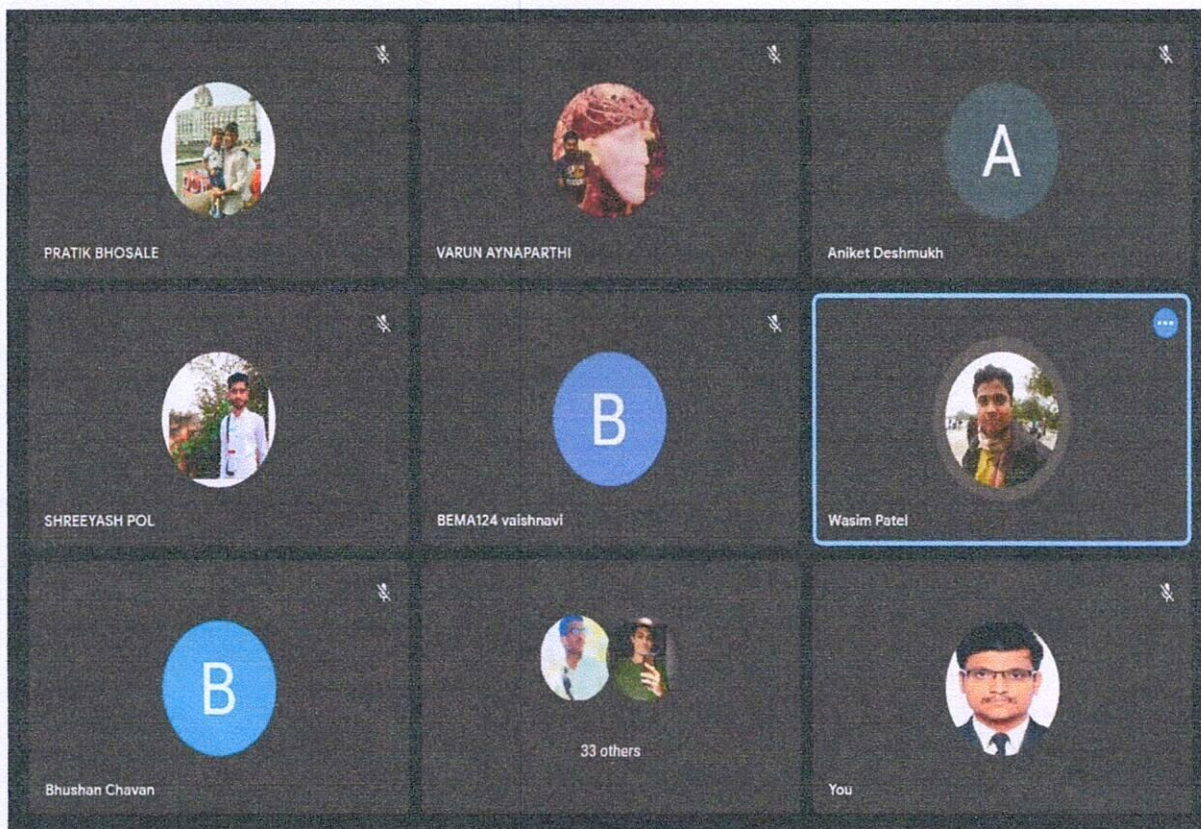 PRATIK BHOSALE
VARUN AYNAPARTHI
A
Aniket Deshmukh
SHREEYASH POL
B
BEMA124 vaishnavi
Wasim Patel
B
Bhushan Chavan
33 others
You